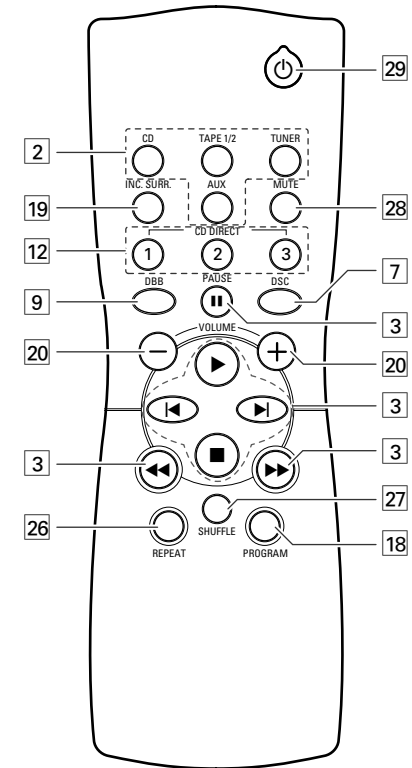 29
2
CD TAPE 1/2 TUNER
INC. SURR. AUX MUTE
19
28
CD DIRECT
12
1 2 3
7
DBB PAUSE DSC
9
3
VOLUME
20
20
3
3
3
27
SHUFFLE
26
18
REPEAT PROGRAM